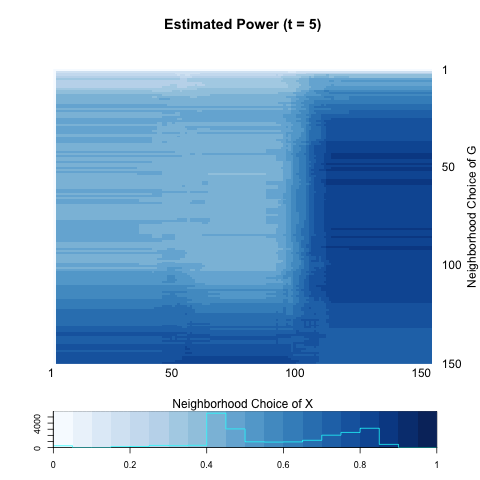 Estimated Power (t = 5)
1
50
100
150
Neighborhood Choice of G
1 50 100 150
Neighborhood Choice of X
0 4000
0 0.2 0.4 0.6 0.8 1